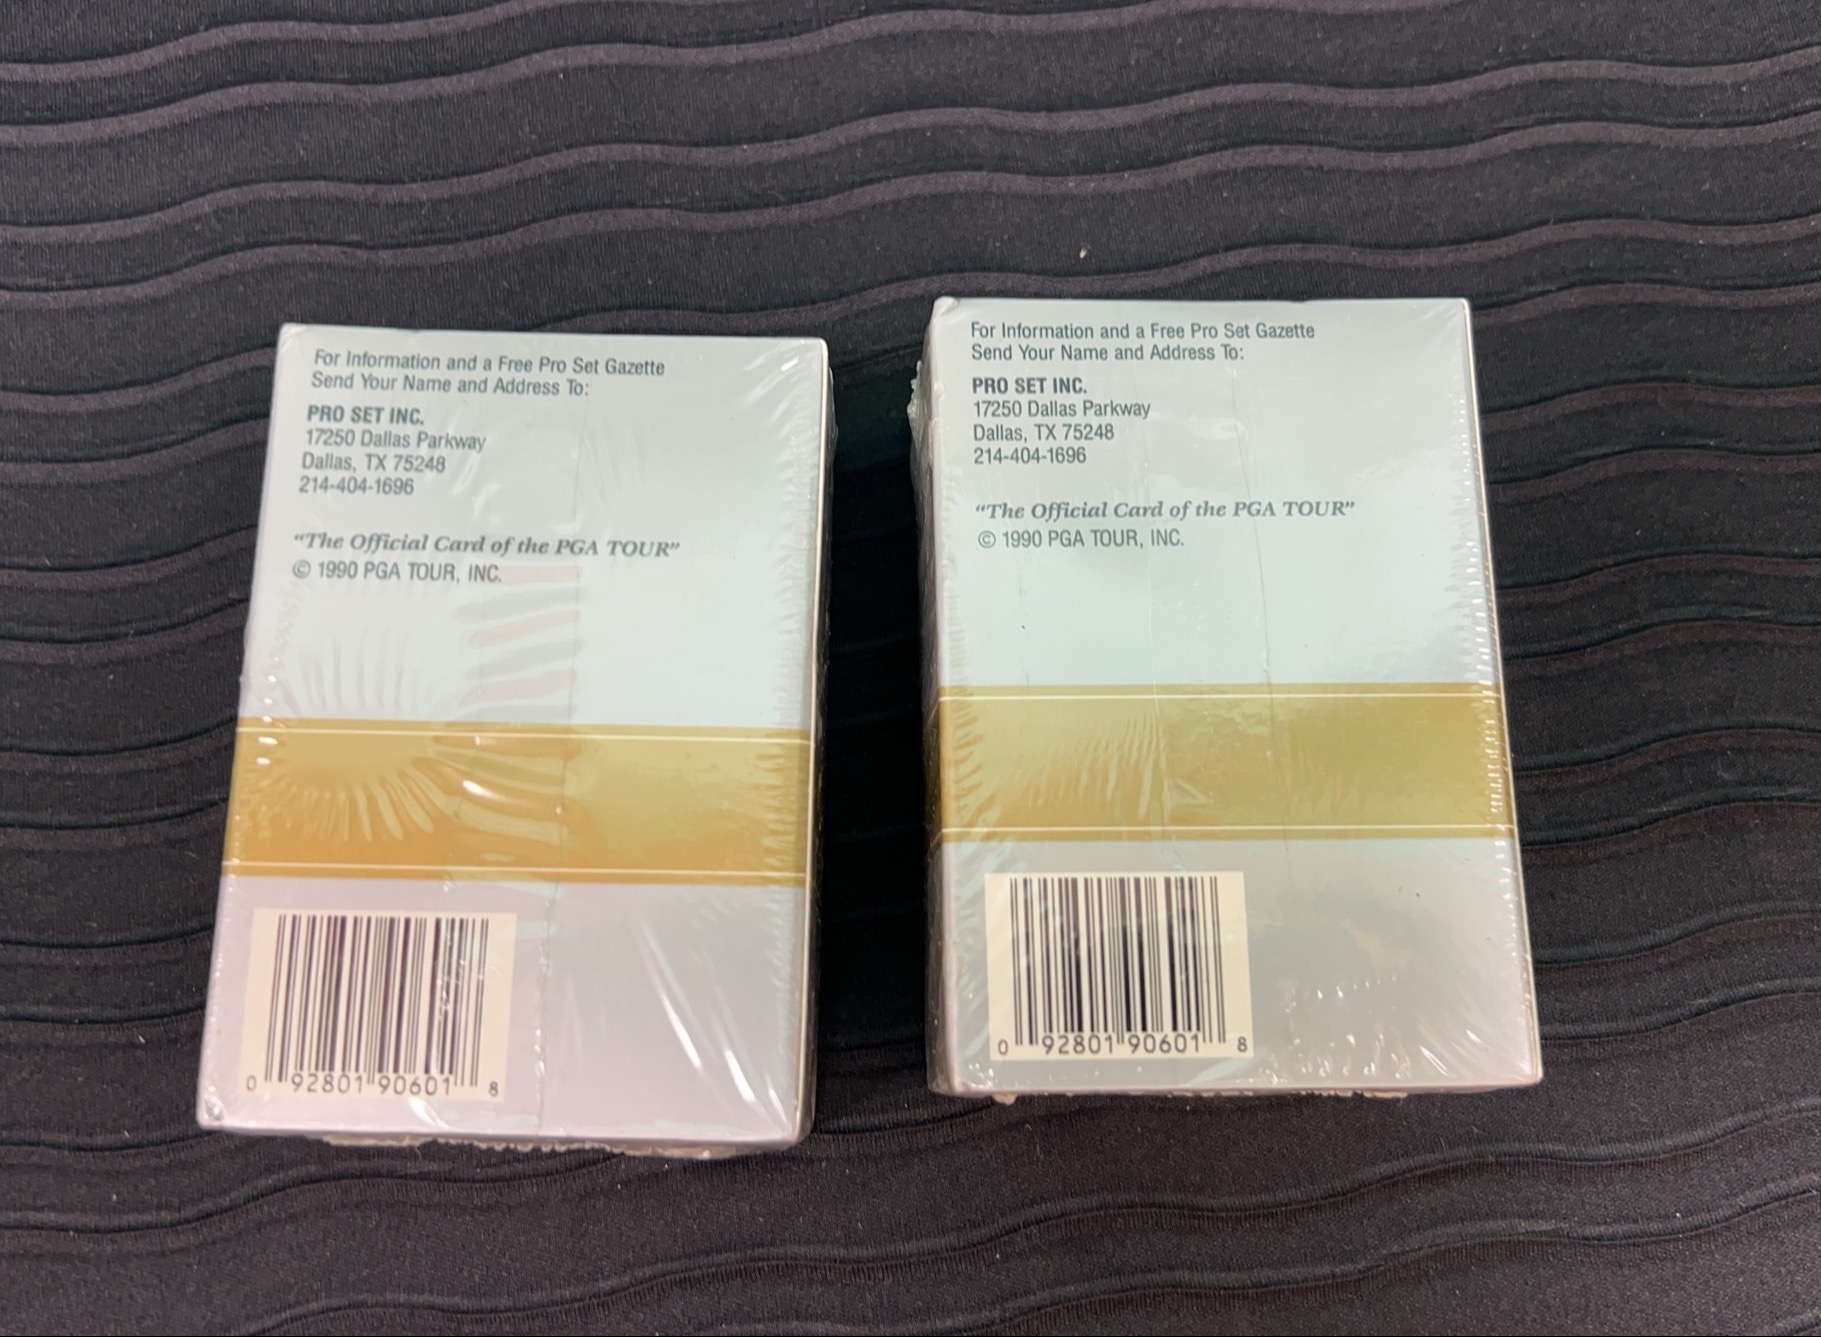 For Information and a Free Pro Set Gazette
Send Your Name and Address To:
PRO SET INC.
17250 Dallas Parkway
Dallas, TX 75248
214-404-1696
“The Official Card of the PGA TOUR”
© 1990 PGA TOUR, INC.
0 92801 90601 8
For Information and a Free Pro Set Gazette
Send Your Name and Address To:
PRO SET INC.
17250 Dallas Parkway
Dallas, TX 75248
214-404-1696
“The Official Card of the PGA TOUR”
© 1990 PGA TOUR, INC.
0 92801 90601 8